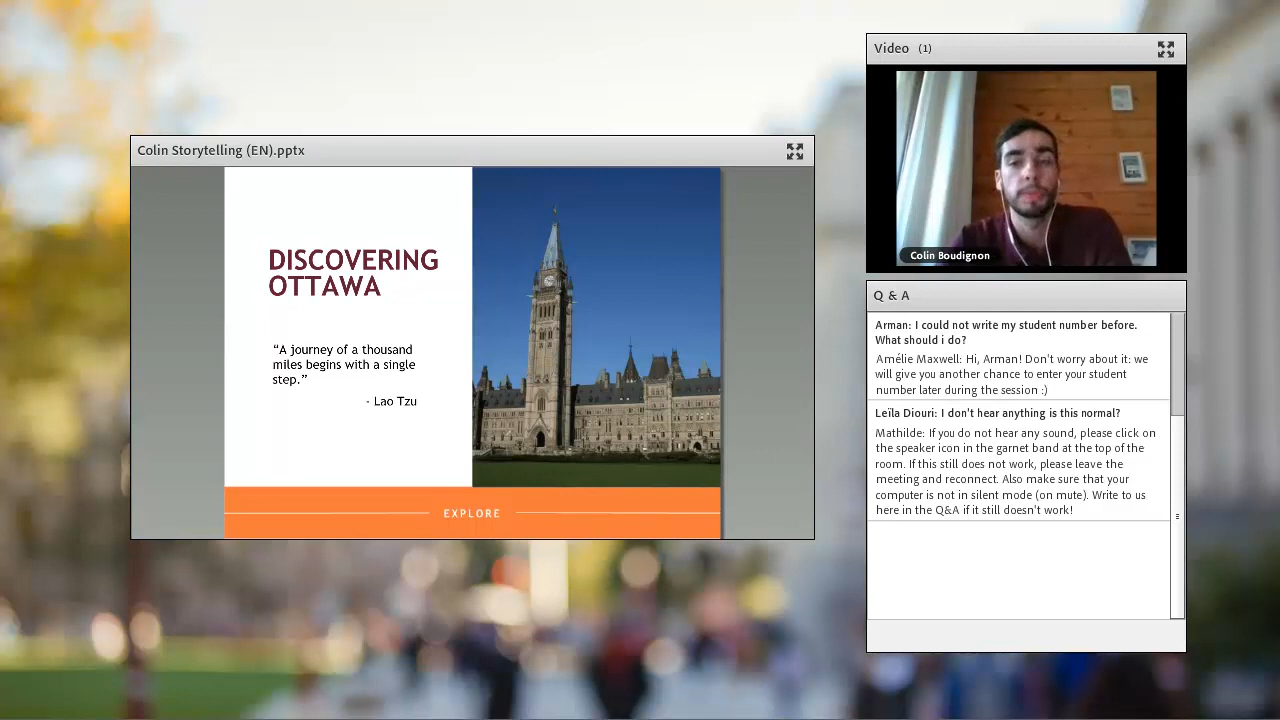 Colin Storytelling (EN).pptx
DISCOVERING
OTTAWA
“A journey of a thousand
miles begins with a single
step.”
- Lao Tzu
EXPLORE
Video (1)
Colin Boudignon
Q & A
Arman: I could not write my student number before.
What should i do?
Amélie Maxwell: Hi, Arman! Don't worry about it: we
will give you another chance to enter your student
number later during the session :)
Leïla Diouri: I don't hear anything is this normal?
Mathilde: If you do not hear any sound, please click on
the speaker icon in the garnet band at the top of the
room. If this still does not work, please leave the
meeting and reconnect. Also make sure that your
computer is not in silent mode (on mute). Write to us
here in the Q&A if it still doesn't work!